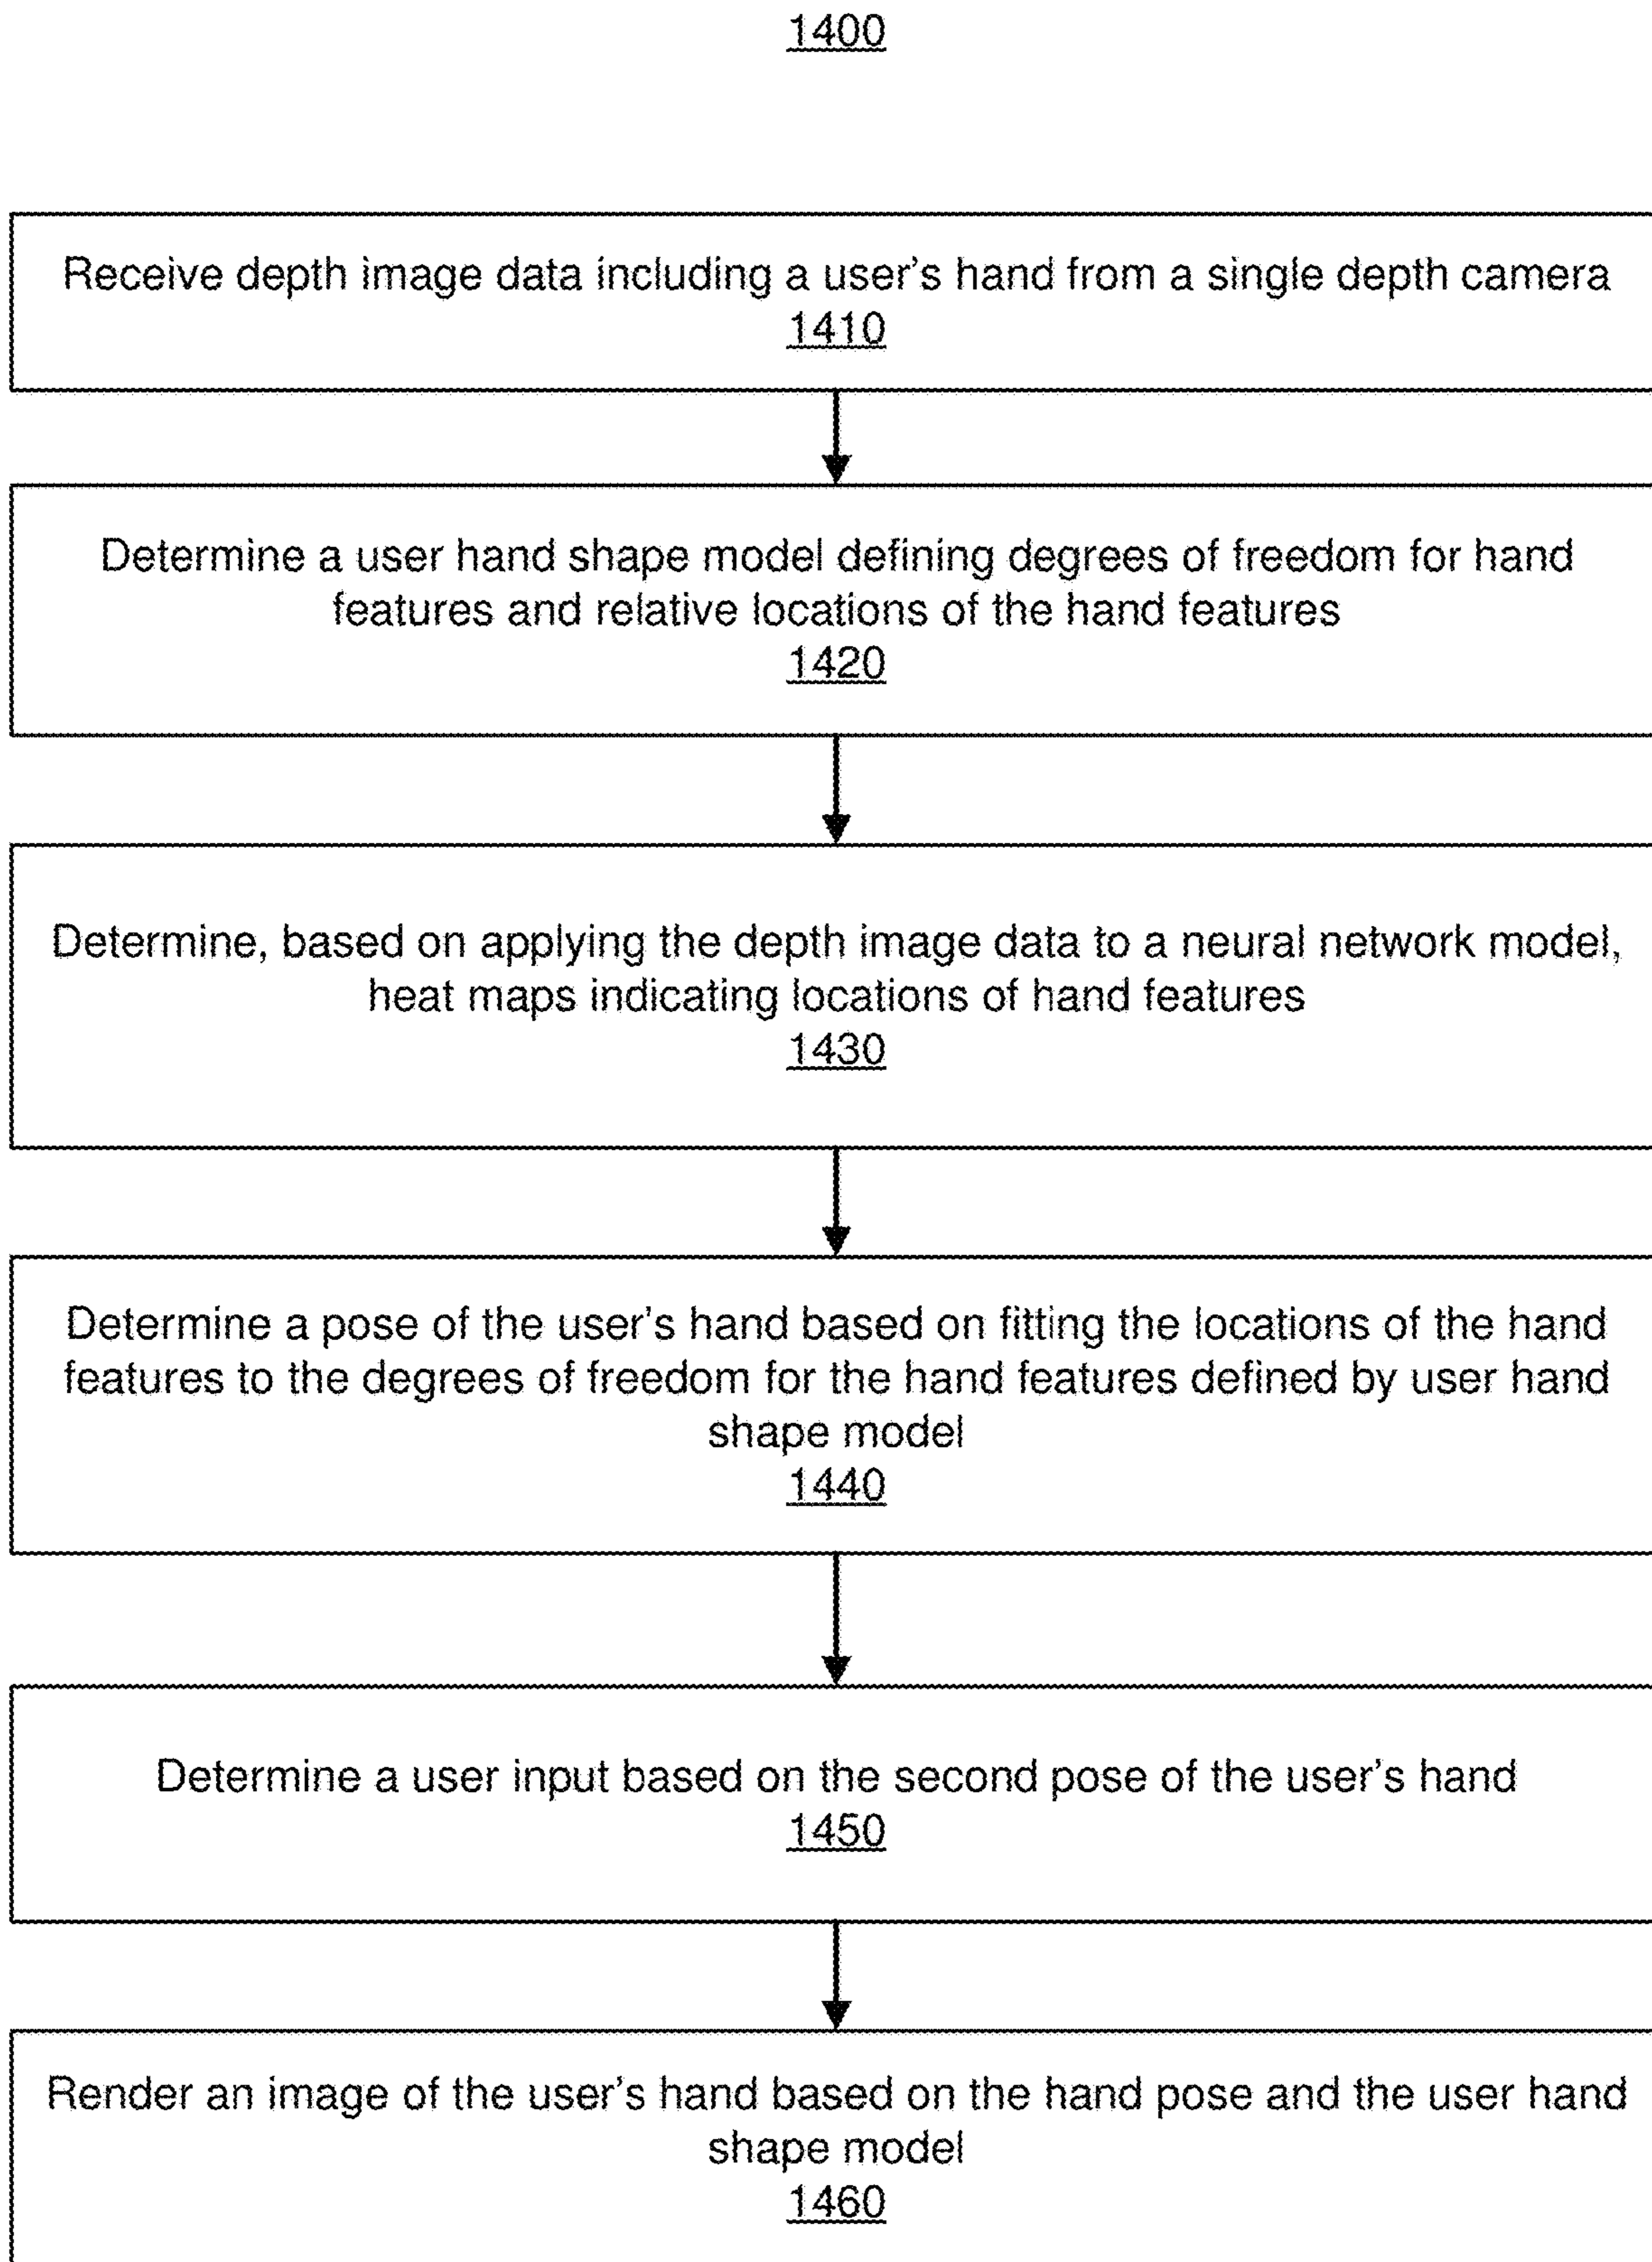 1400
Receive depth image data including a user's hand from a single depth camera
1410
Determine a user hand shape model defining degrees of freedom for hand
features and relative locations of the hand features
1420
Determine, based on applying the depth image data to a neural network model,
heat maps indicating locations of hand features
1430
Determine a pose of the user's hand based on fitting the locations of the hand
features to the degrees of freedom for the hand features defined by user hand
shape model
1440
Determine a user input based on the second pose of the user's hand
1450
Render an image of the user's hand based on the hand pose and the user hand
shape model
1460